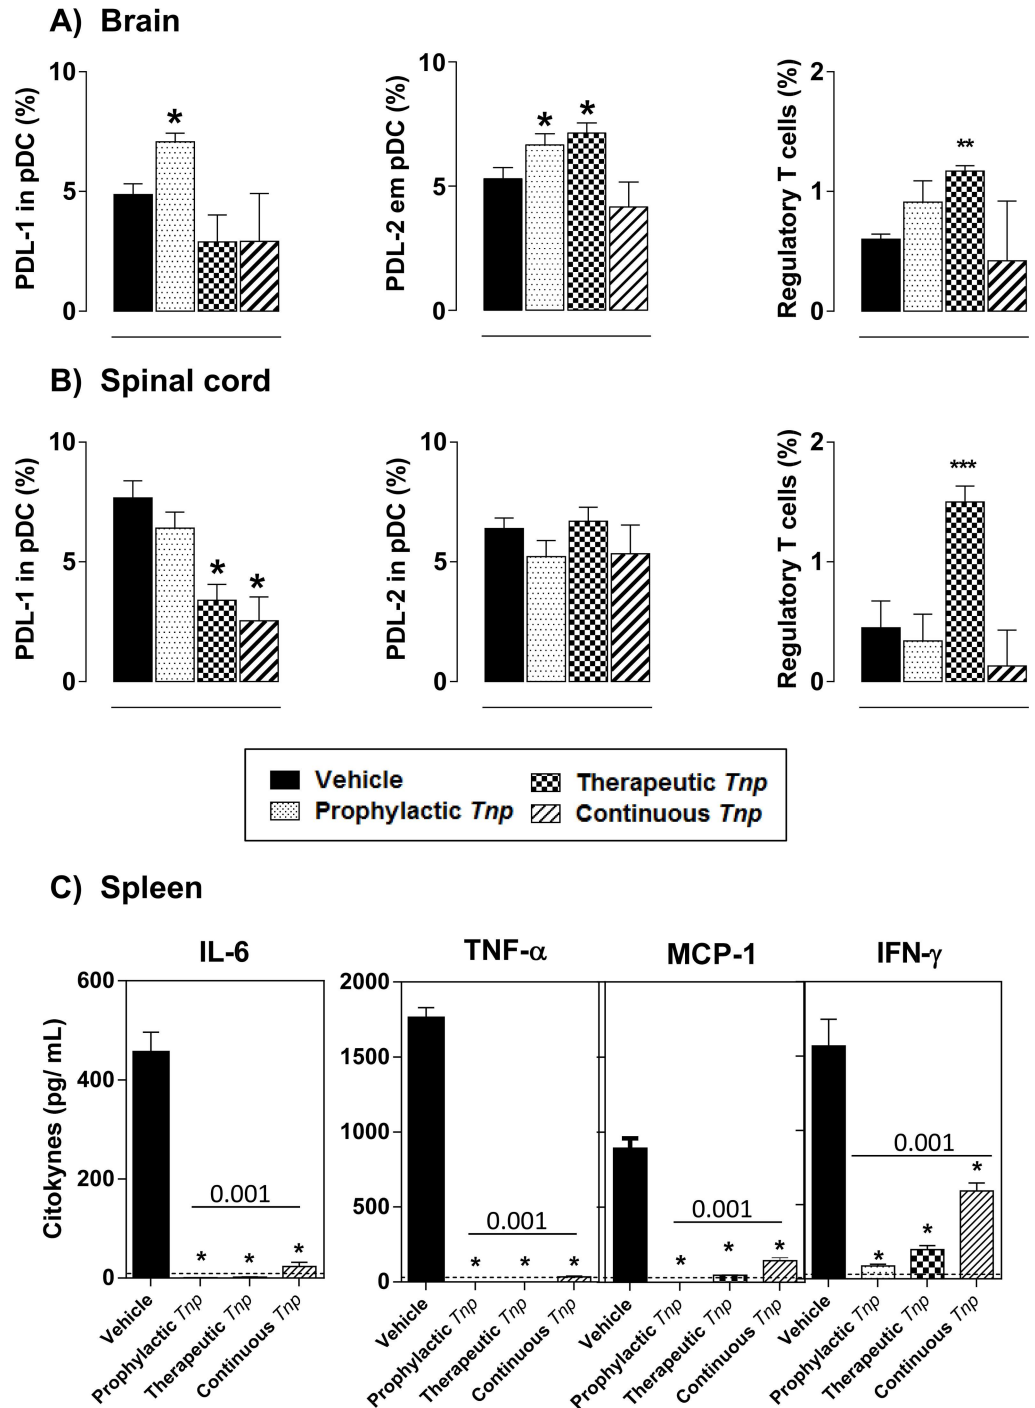 A) Brain
PDL-1 in pDC (%)
10
5
0
*
PDL-2 em pDC (%)
10
5
0
*
*
Regulatory T cells (%)
2
1
0
**
B) Spinal cord
PDL-1 in pDC (%)
10
5
0
*
*
PDL-2 in pDC (%)
10
5
0
Regulatory T cells (%)
2
1
0
***
Vehicle
Prophylactic Tnp
Therapeutic Tnp
Continuous Tnp
C) Spleen
Citokynes (pg/ mL)
IL-6
600
400
200
0
0.001
*
*
*
Vehicle
Prophylactic Tnp
Therapeutic Tnp
Continuous Tnp
TNF-α
2000
1500
1000
500
0
0.001
*
*
*
Vehicle
Prophylactic Tnp
Therapeutic Tnp
Continuous Tnp
MCP-1
0.001
*
*
*
Vehicle
Prophylactic Tnp
Therapeutic Tnp
Continuous Tnp
IFN-γ
0.001
*
*
*
Vehicle
Prophylactic Tnp
Therapeutic Tnp
Continuous Tnp